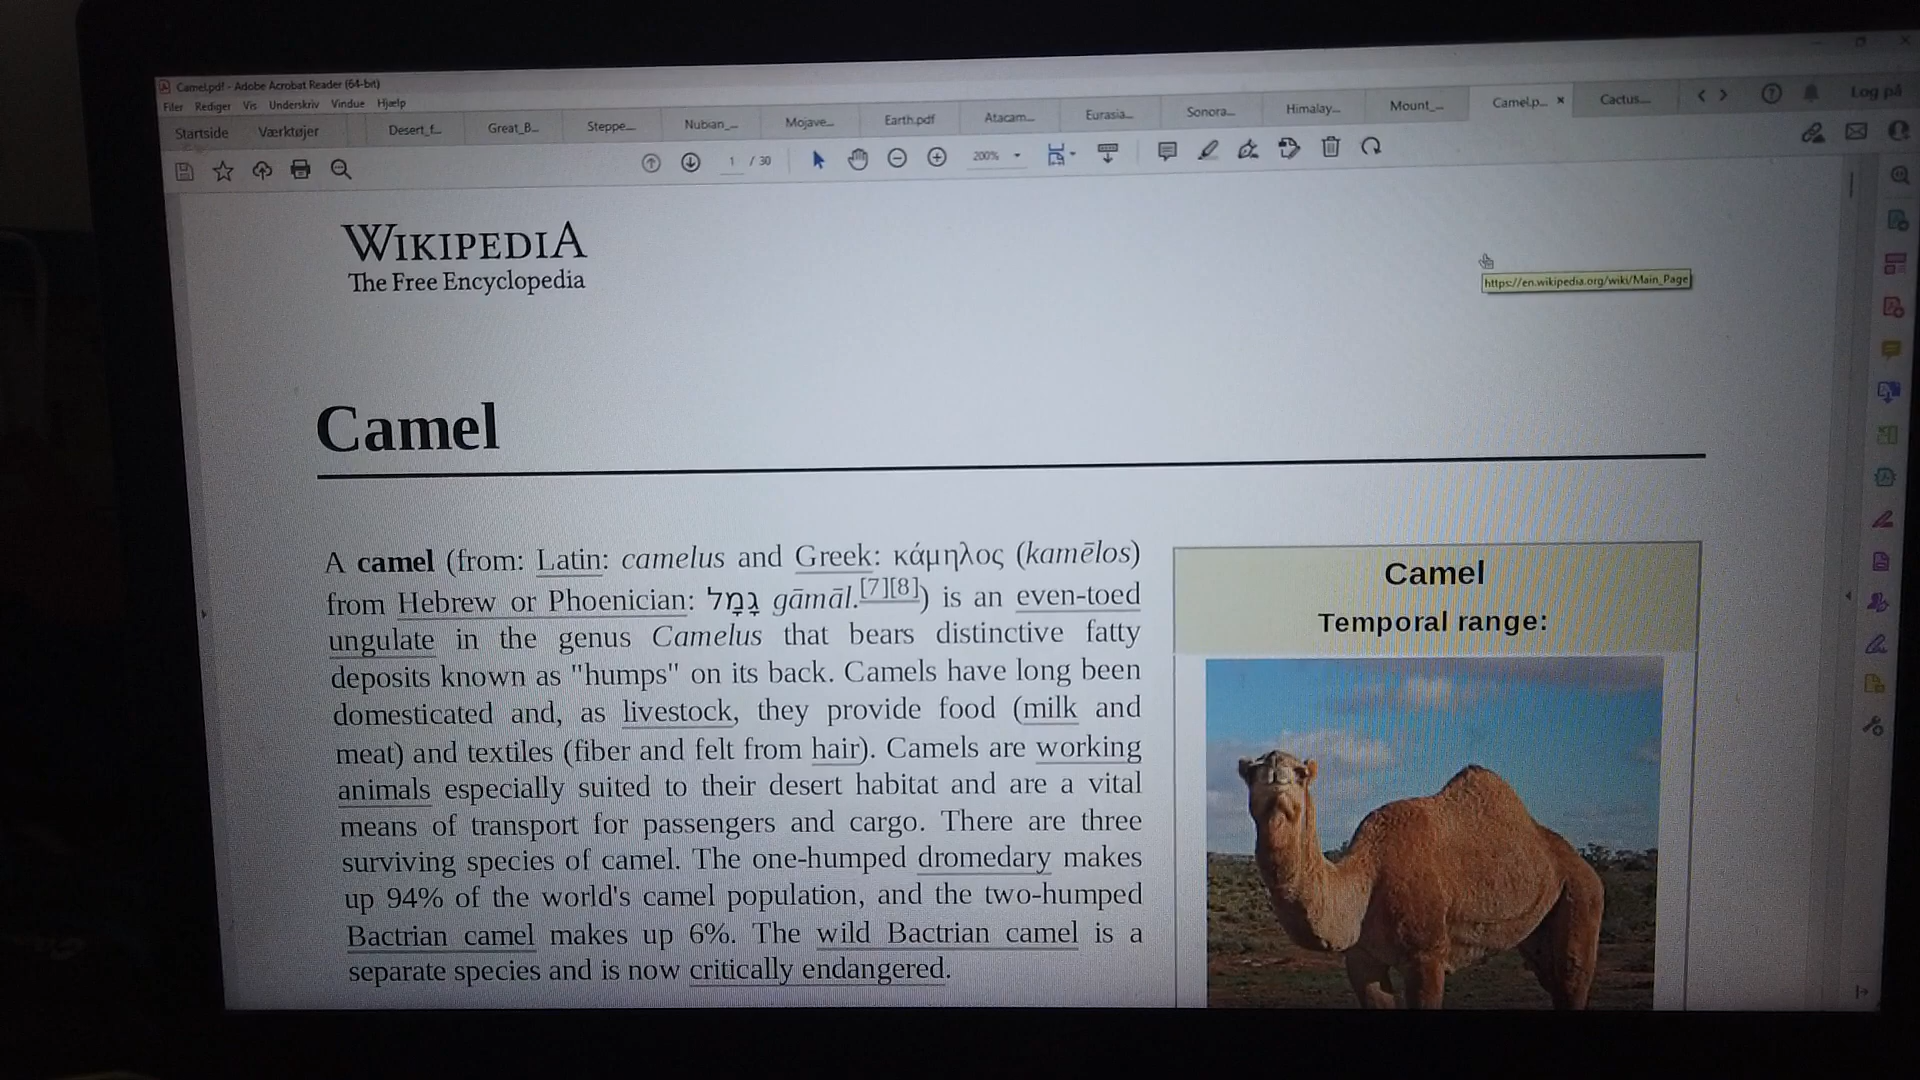 Camel.pdf - Adobe Acrobat Reader (64-bit)
Filer Rediger Vis Underskriv Vindue Hjælp
Startside Værktøjer Desert_f... Great_B... Steppe_... Nubian_... Mojave_... Earth.pdf Atacam... Eurasia... Sonora... Himalay... Mount_... Camel.p... × Cactus... Log på
1 / 30 200%
WIKIPEDIA
The Free Encyclopedia
https://en.wikipedia.org/wiki/Main_Page
Camel
A camel (from: Latin: camelus and Greek: κάμηλος (kamēlos)
from Hebrew or Phoenician: גָמָל gāmāl.[7][8]) is an even-toed
ungulate in the genus Camelus that bears distinctive fatty
deposits known as "humps" on its back. Camels have long been
domesticated and, as livestock, they provide food (milk and
meat) and textiles (fiber and felt from hair). Camels are working
animals especially suited to their desert habitat and are a vital
means of transport for passengers and cargo. There are three
surviving species of camel. The one-humped dromedary makes
up 94% of the world's camel population, and the two-humped
Bactrian camel makes up 6%. The wild Bactrian camel is a
separate species and is now critically endangered.
Camel
Temporal range: